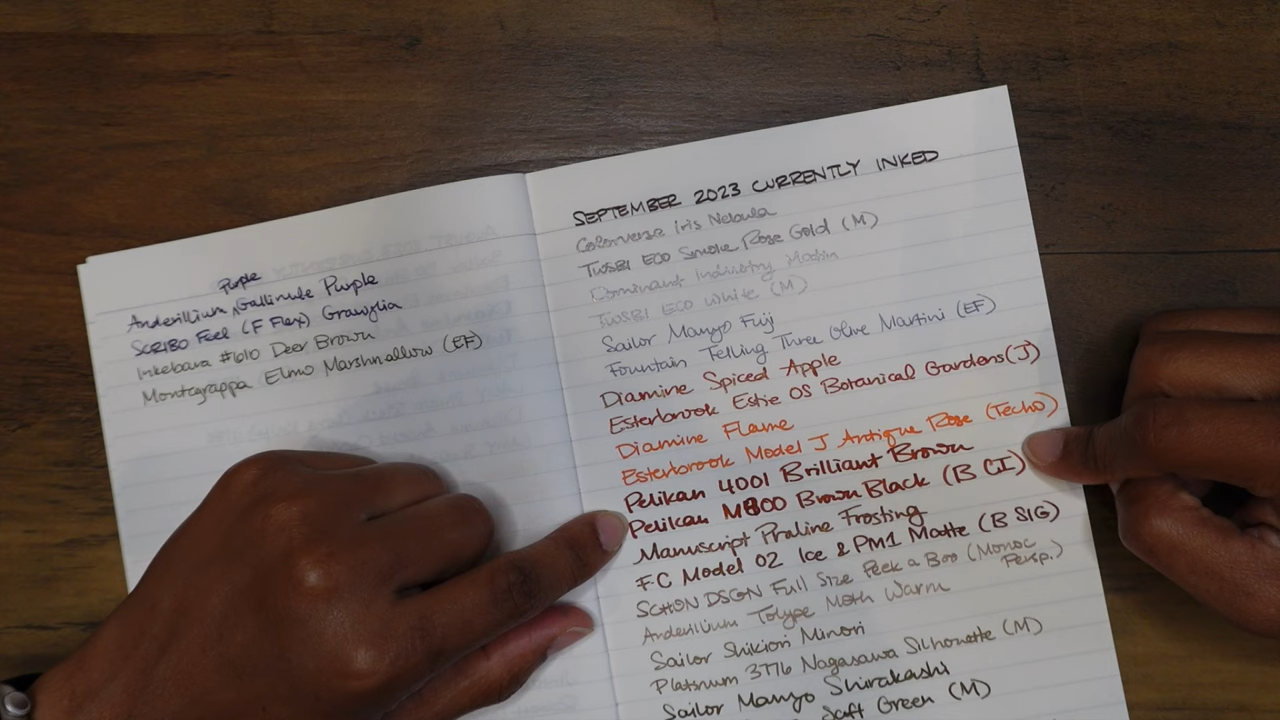 Purple
Anderillium Gallinule Purple
SCRIBO Feel (F Flex) Grawglia
Inkebara #610 Deer Brown
Montegrappa Elmo Marshmallow (EF)
SEPTEMBER 2023 CURRENTLY INKED
Colorverse Iris Nebula
TWSBI ECO Smoke Rose Gold (M)
Dominant Industry
TWSBI ECO White (M)
Sailor Manyo Fuji
Fountain Telling Three Olive Martini (EF)
Diamine Spiced Apple
Esterbrook Estie OS Botanical Gardens (J)
Diamine Flame
Esterbrook Model J Antique Rose (Techo)
Pelikan 4001 Brilliant Brown
Pelikan M800 Brown Black (B CI)
Manuscript Praline Frosting
F-C Model 02 Ice & PM1 Matte (B SIG)
SCHON DSGN Full Size Peek a Boo (Monoc
Persp.)
Anderillium Tolype Moth Warm
Sailor Shikiori Minori
Platinum 3776 Nagasawa Silhouette (M)
Sailor Manyo Shirakashi
Soft Green (M)